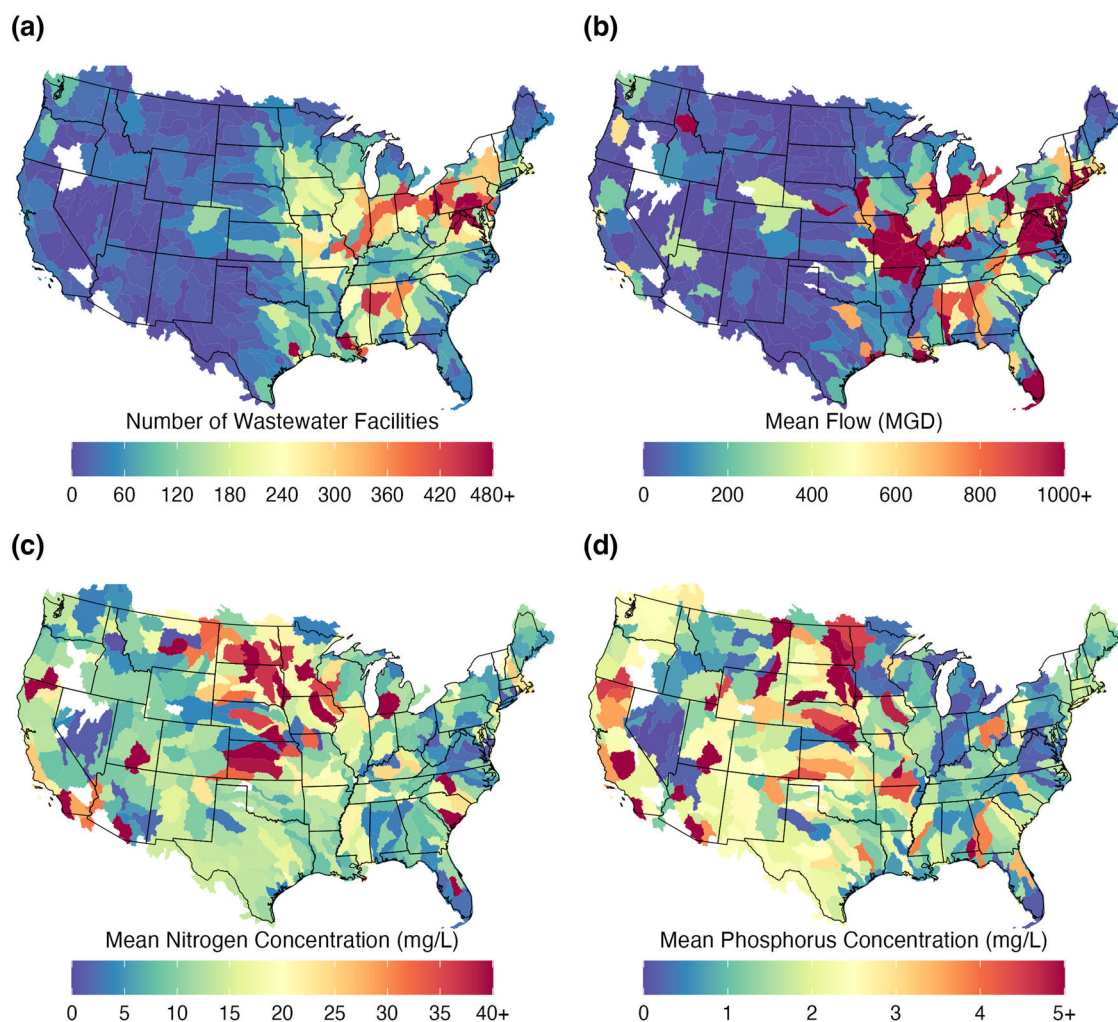 (a)
(b)
Number of Wastewater Facilities
0 60 120 180 240 300 360 420 480+
Mean Flow (MGD)
0 200 400 600 800 1000+
(c)
(d)
Mean Nitrogen Concentration (mg/L)
0 5 10 15 20 25 30 35 40+
Mean Phosphorus Concentration (mg/L)
0 1 2 3 4 5+